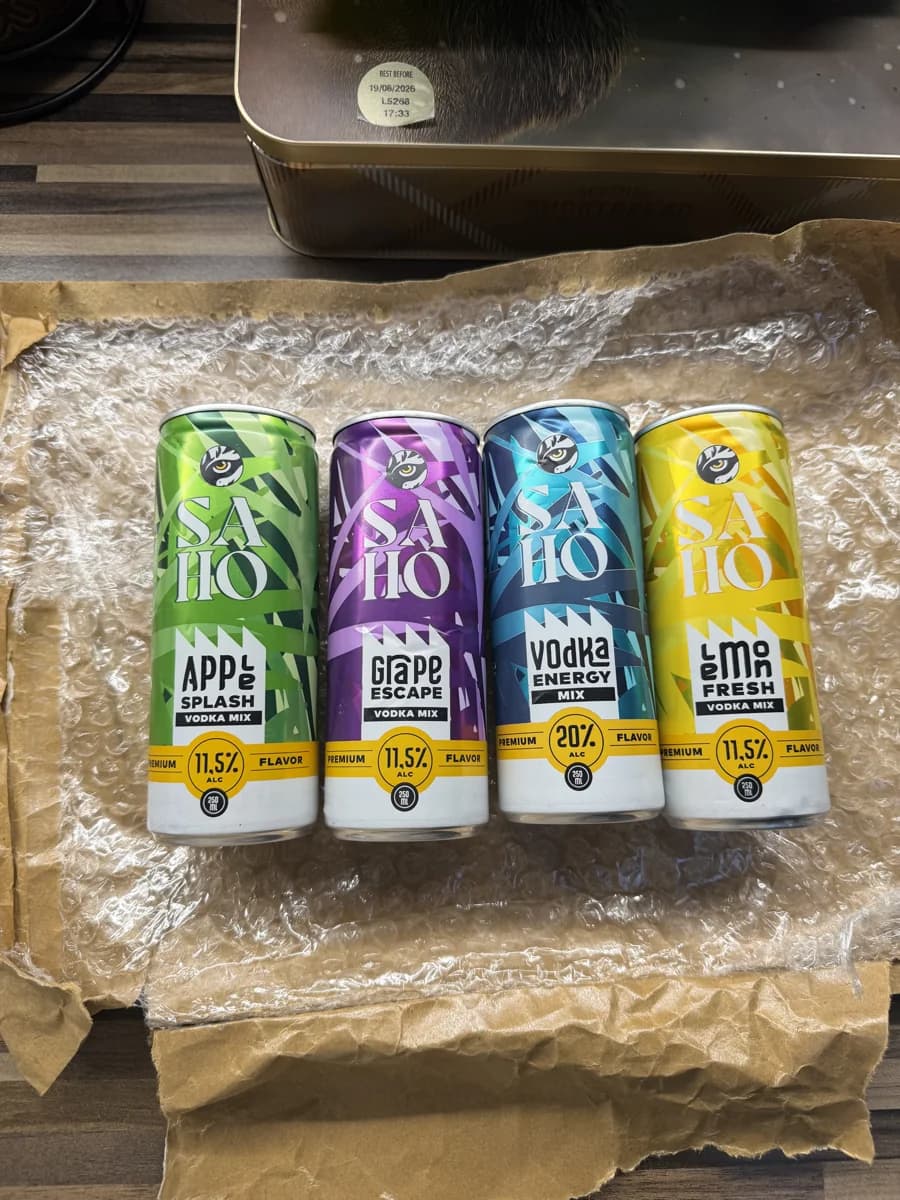 BEST BEFORE
19/06/2026
L5268
17:33
SA
HO
APPLe
SPLASH
VODKA MIX
EMIUM
11,5%
ALC
FLAVOR
250
ML
SA
HO
Grape
ESCAPE
VODKA MIX
PREMIUM
11,5%
ALC
FLAVOR
250
ML
SA
HO
VodKa
ENERGY
MIX
PREMIUM
20%
ALC
FLAVOR
250
ML
SA
HO
LeMon
FRESH
VODKA MIX
PREMIUM
11,5%
ALC
FLAVOR
250
ML